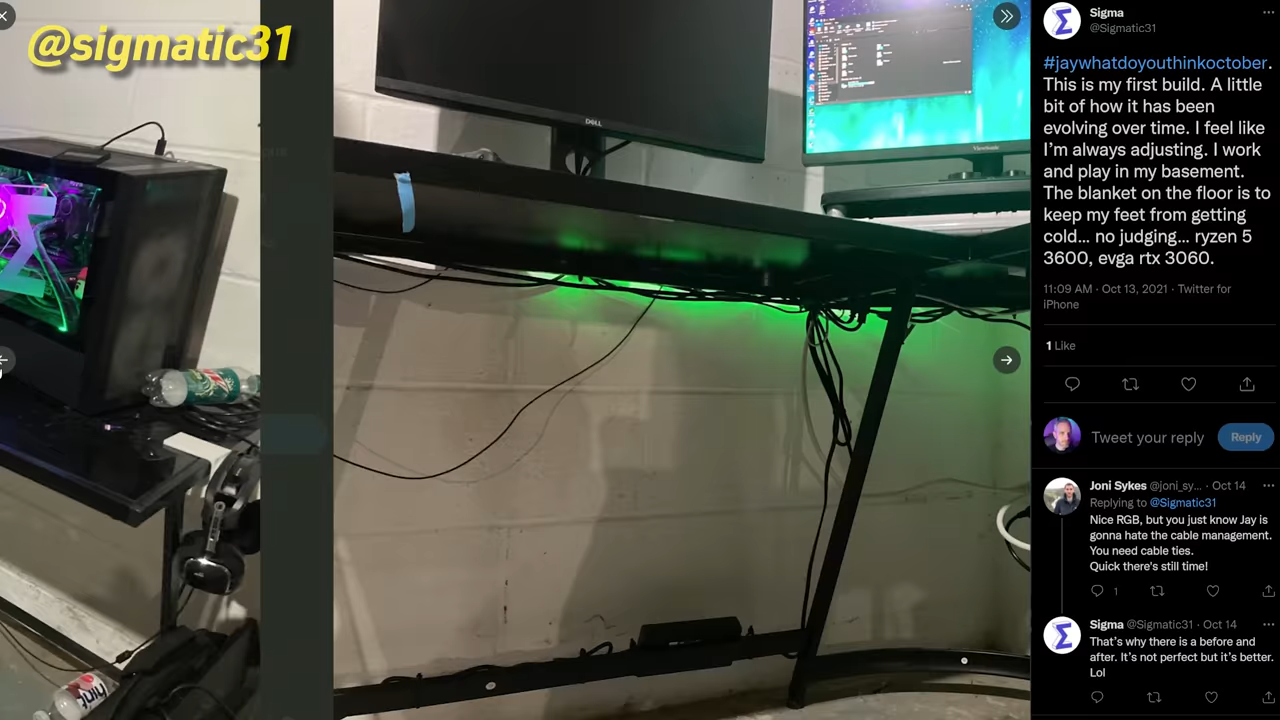 @sigmatic31
DELL
ViewSonic
Sigma
@Sigmatic31
#jaywhatdoyouthinkoctober.
This is my first build. A little
bit of how it has been
evolving over time. I feel like
I'm always adjusting. I work
and play in my basement.
The blanket on the floor is to
keep my feet from getting
cold... no judging... ryzen 5
3600, evga rtx 3060.
11:09 AM · Oct 13, 2021 · Twitter for
iPhone
1 Like
Tweet your reply
Reply
Joni Sykes @joni_sy... · Oct 14
Replying to @Sigmatic31
Nice RGB, but you just know Jay is
gonna hate the cable management.
You need cable ties.
Quick there's still time!
1
Sigma @Sigmatic31 · Oct 14
That's why there is a before and
after. It's not perfect but it's better.
Lol